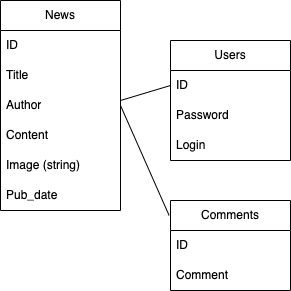 News
ID
Title
Author
Content
Image (string)
Pub_date
Users
ID
Password
Login
Comments
ID
Comment